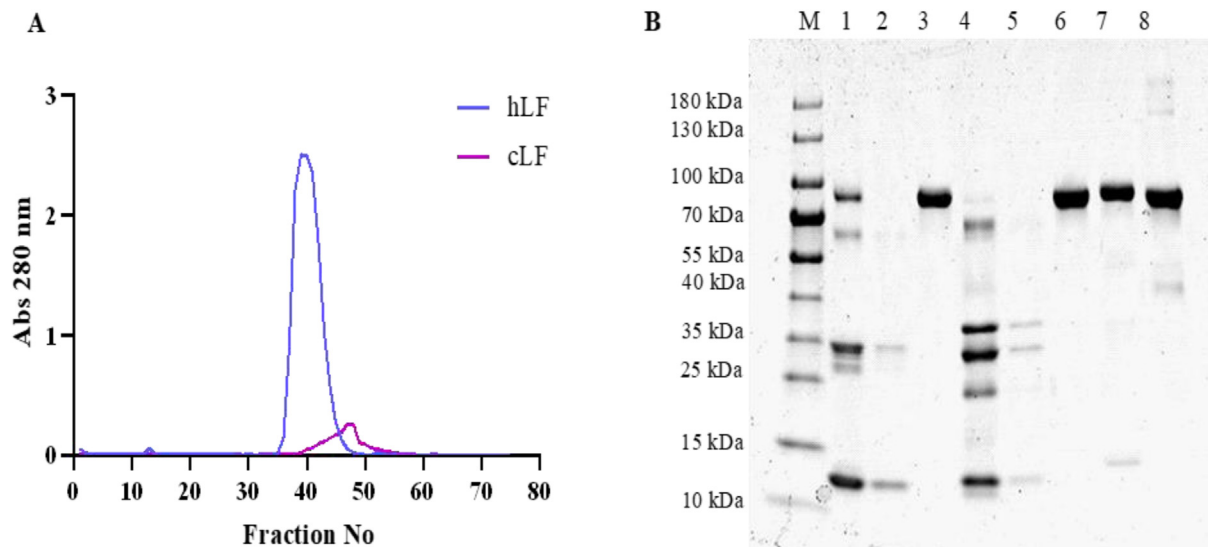 A
Abs 280 nm
3
2
1
0
hLF
cLF
0 10 20 30 40 50 60 70 80
Fraction No
B
M 1 2 3 4 5 6 7 8
180 kDa
130 kDa
100 kDa
70 kDa
55 kDa
40 kDa
35 kDa
25 kDa
15 kDa
10 kDa